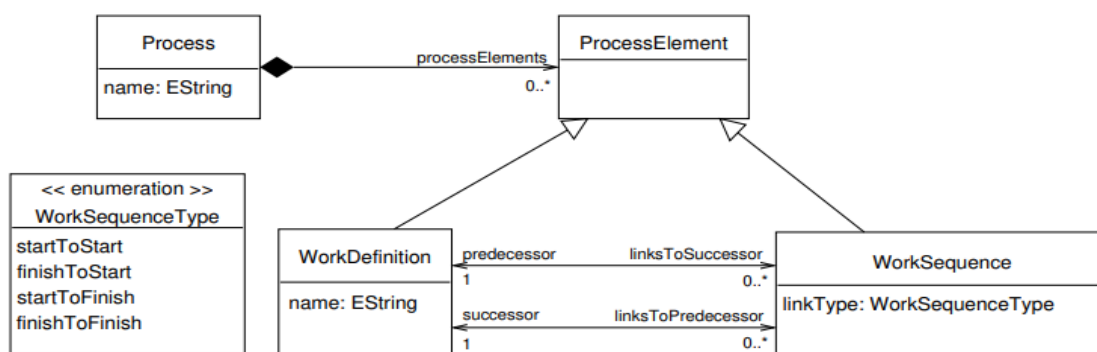 Process
name: EString
processElements
0..*
ProcessElement
<< enumeration >>
WorkSequenceType
startToStart
finishToStart
startToFinish
finishToFinish
WorkDefinition
name: EString
predecessor
1
linksToSuccessor
0..*
successor
1
linksToPredecessor
0..*
WorkSequence
linkType: WorkSequenceType